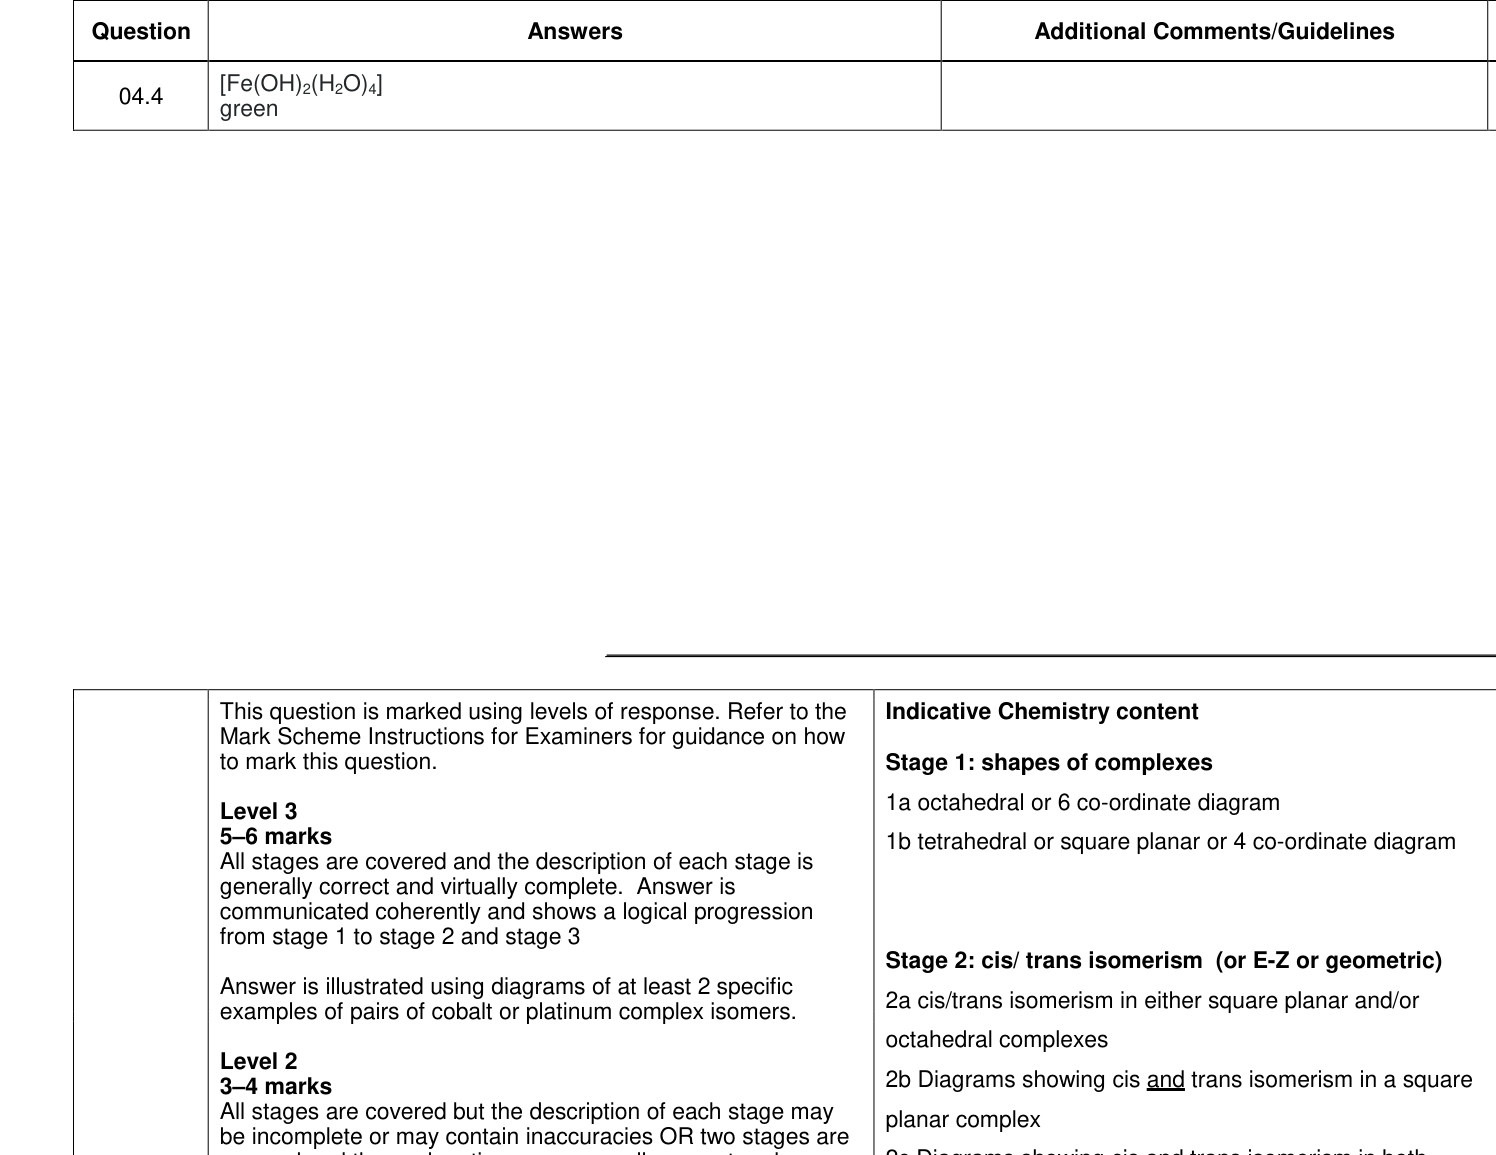 Question Answers Additional Comments/Guidelines
04.4
[Fe(OH)₂(H₂O)₄]
green
This question is marked using levels of response. Refer to the
Mark Scheme Instructions for Examiners for guidance on how
to mark this question.
Level 3
5–6 marks
All stages are covered and the description of each stage is
generally correct and virtually complete.  Answer is
communicated coherently and shows a logical progression
from stage 1 to stage 2 and stage 3
Answer is illustrated using diagrams of at least 2 specific
examples of pairs of cobalt or platinum complex isomers.
Level 2
3–4 marks
All stages are covered but the description of each stage may
be incomplete or may contain inaccuracies OR two stages are
Indicative Chemistry content
Stage 1: shapes of complexes
1a octahedral or 6 co-ordinate diagram
1b tetrahedral or square planar or 4 co-ordinate diagram
Stage 2: cis/ trans isomerism  (or E-Z or geometric)
2a cis/trans isomerism in either square planar and/or
octahedral complexes
2b Diagrams showing cis and trans isomerism in a square
planar complex
2c Diagrams showing cis and trans isomerism in both